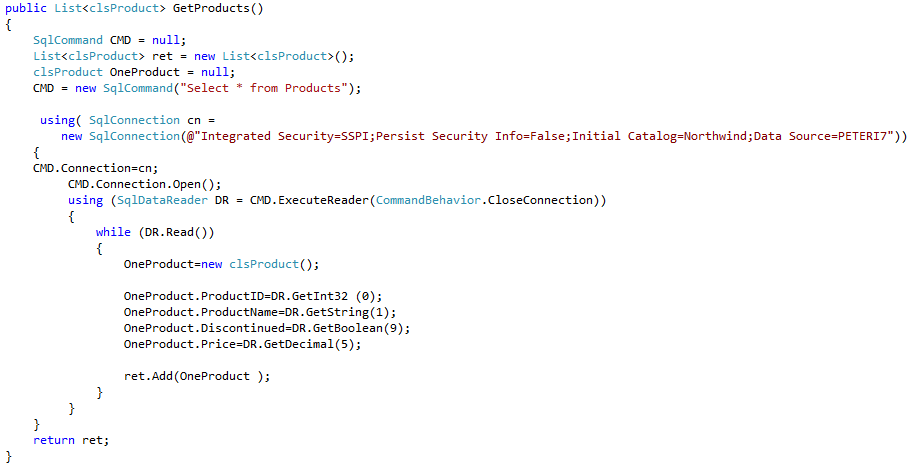 public List<clsProduct> GetProducts()
{
SqlCommand CMD = null;
List<clsProduct> ret = new List<clsProduct>();
clsProduct OneProduct = null;
CMD = new SqlCommand("Select * from Products");
using( SqlConnection cn =
new SqlConnection(@"Integrated Security=SSPI;Persist Security Info=False;Initial Catalog=Northwind;Data Source=PETERI7"))
{
CMD.Connection=cn;
CMD.Connection.Open();
using (SqlDataReader DR = CMD.ExecuteReader(CommandBehavior.CloseConnection))
{
while (DR.Read())
{
OneProduct=new clsProduct();
OneProduct.ProductID=DR.GetInt32 (0);
OneProduct.ProductName=DR.GetString(1);
OneProduct.Discontinued=DR.GetBoolean(9);
OneProduct.Price=DR.GetDecimal(5);
ret.Add(OneProduct );
}
}
}
return ret;
}